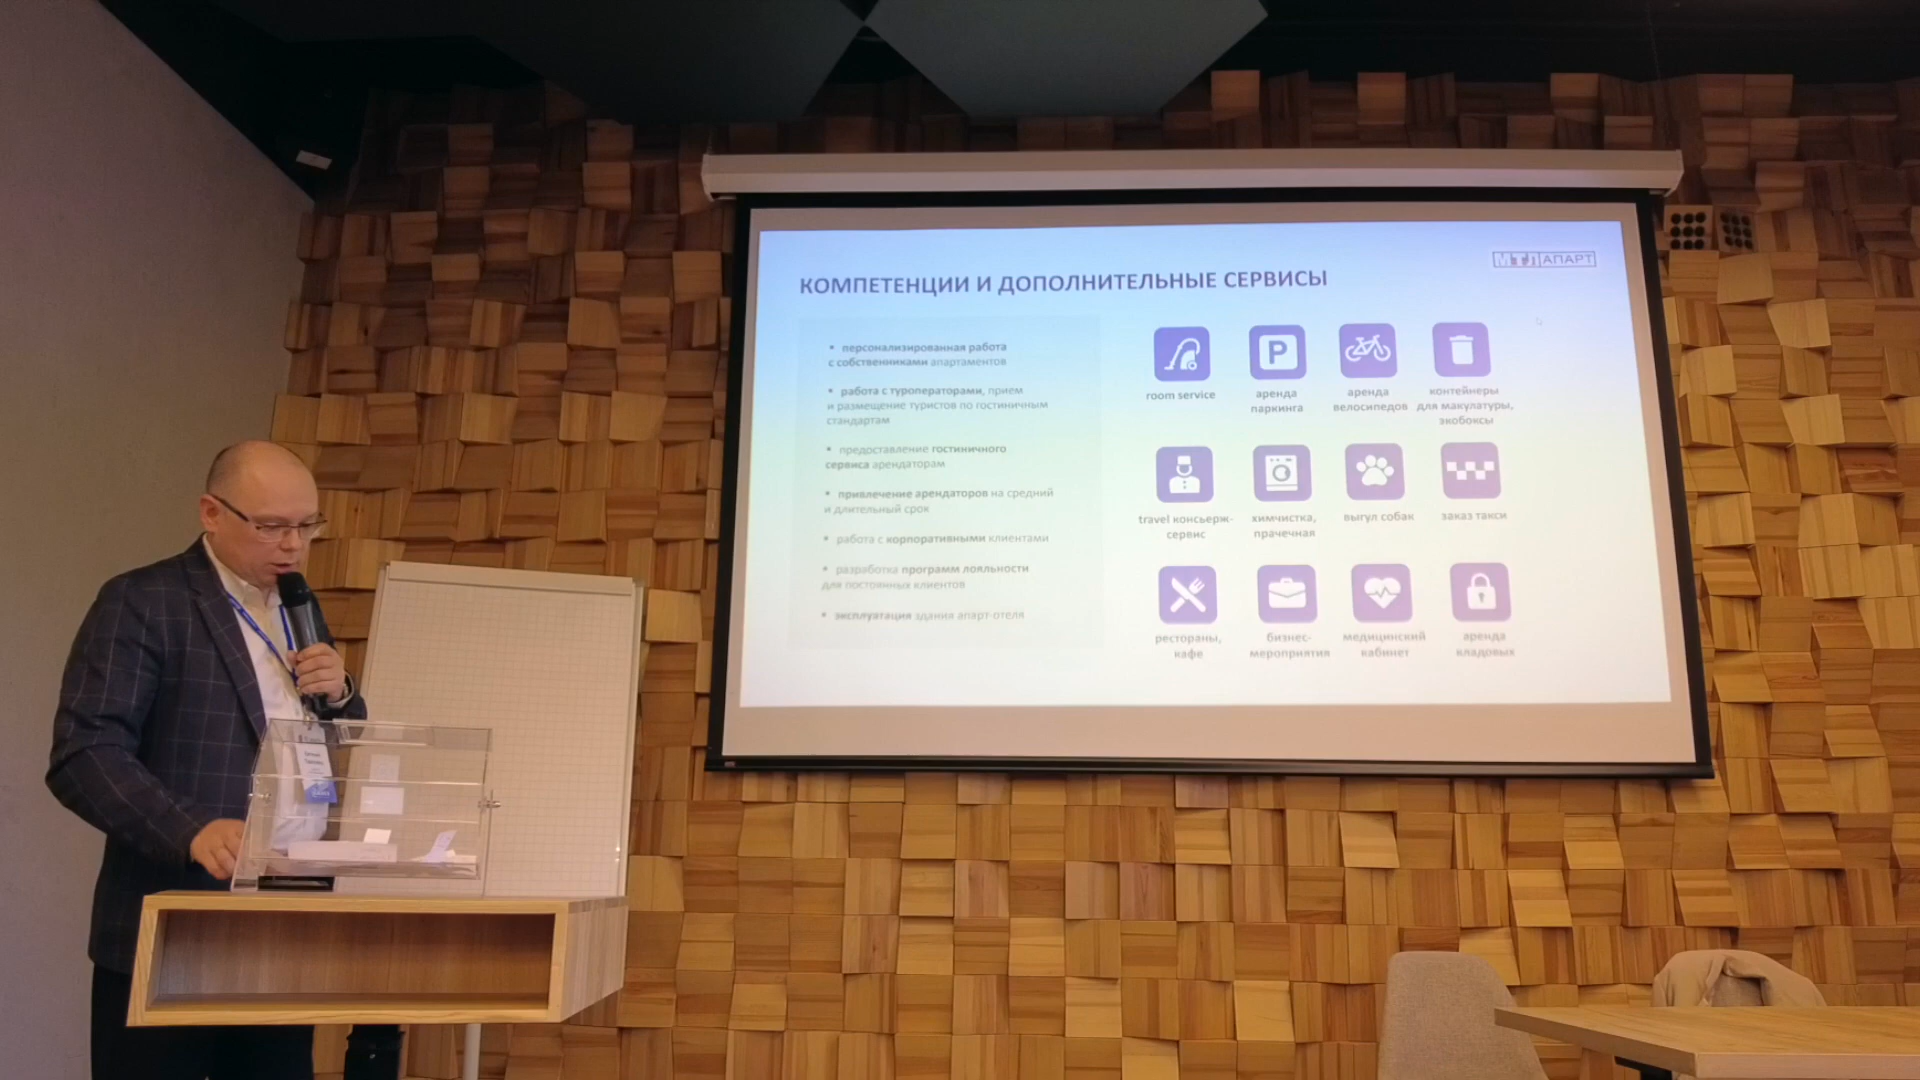 МТЛ АПАРТ
КОМПЕТЕНЦИИ И ДОПОЛНИТЕЛЬНЫЕ СЕРВИСЫ
• персонализированная работа
с собственниками апартаментов
• работа с туроператорами, прием
и размещение туристов по гостиничным
стандартам
• предоставление гостиничного
сервиса арендаторам
• привлечение арендаторов на средний
и длительный срок
• работа с корпоративными клиентами
• разработка программ лояльности
для постоянных клиентов
• эксплуатация здания апарт-отеля
room service
аренда
паркинга
аренда
велосипедов
контейнеры
для макулатуры,
экобоксы
travel консьерж-
сервис
химчистка,
прачечная
выгул собак
заказ такси
рестораны,
кафе
бизнес-
мероприятия
медицинский
кабинет
аренда
кладовых
P